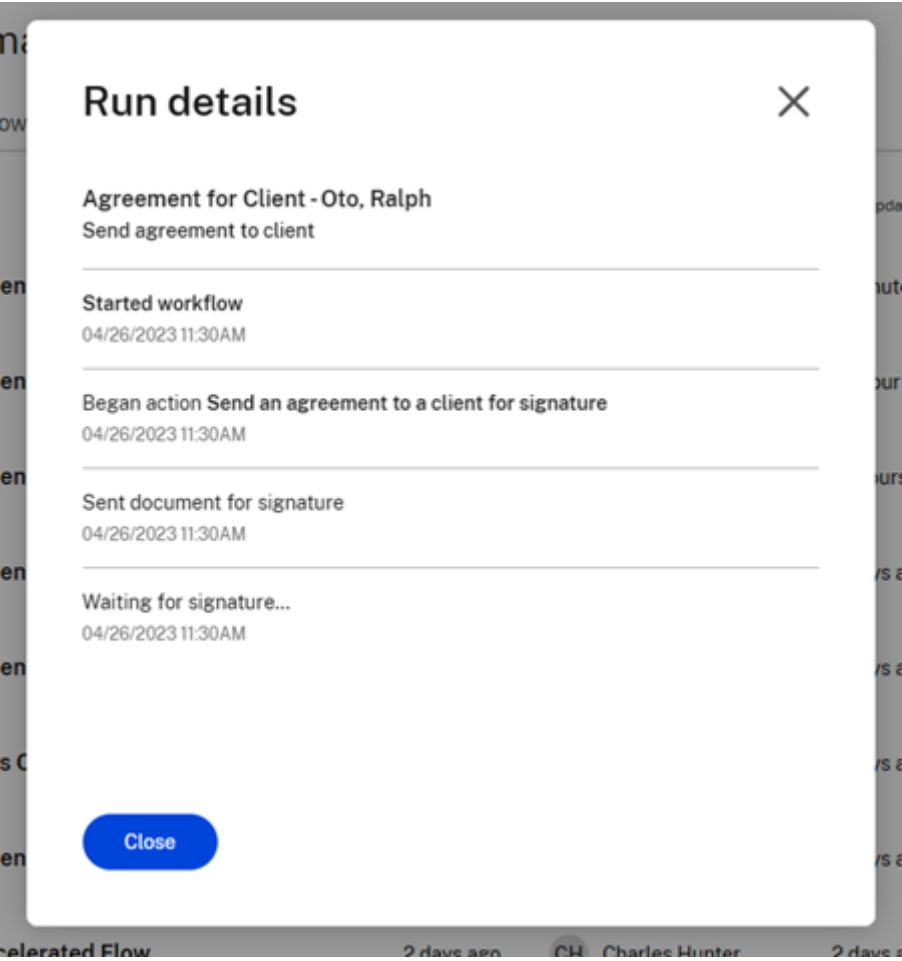 Run details
Agreement for Client - Oto, Ralph
Send agreement to client
Started workflow
04/26/2023 11:30AM
Began action Send an agreement to a client for signature
04/26/2023 11:30AM
Sent document for signature
04/26/2023 11:30AM
Waiting for signature...
04/26/2023 11:30AM
Close
Flow 2 days ago CH Charles Hunter 2 days